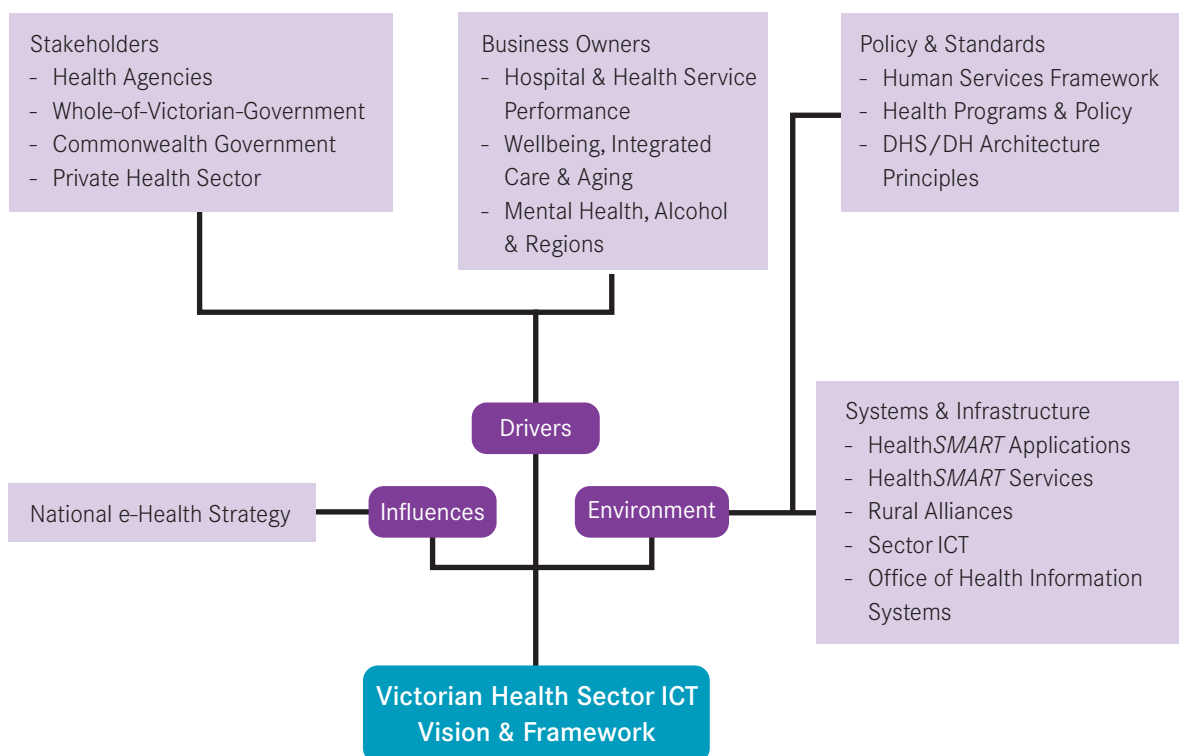 Stakeholders
- Health Agencies
- Whole-of-Victorian-Government
- Commonwealth Government
- Private Health Sector
Business Owners
- Hospital & Health Service
Performance
- Wellbeing, Integrated
Care & Aging
- Mental Health, Alcohol
& Regions
Policy & Standards
- Human Services Framework
- Health Programs & Policy
- DHS/DH Architecture
Principles
Drivers
Systems & Infrastructure
- HealthSMART Applications
- HealthSMART Services
- Rural Alliances
- Sector ICT
- Office of Health Information
Systems
National e-Health Strategy
Influences
Environment
Victorian Health Sector ICT
Vision & Framework